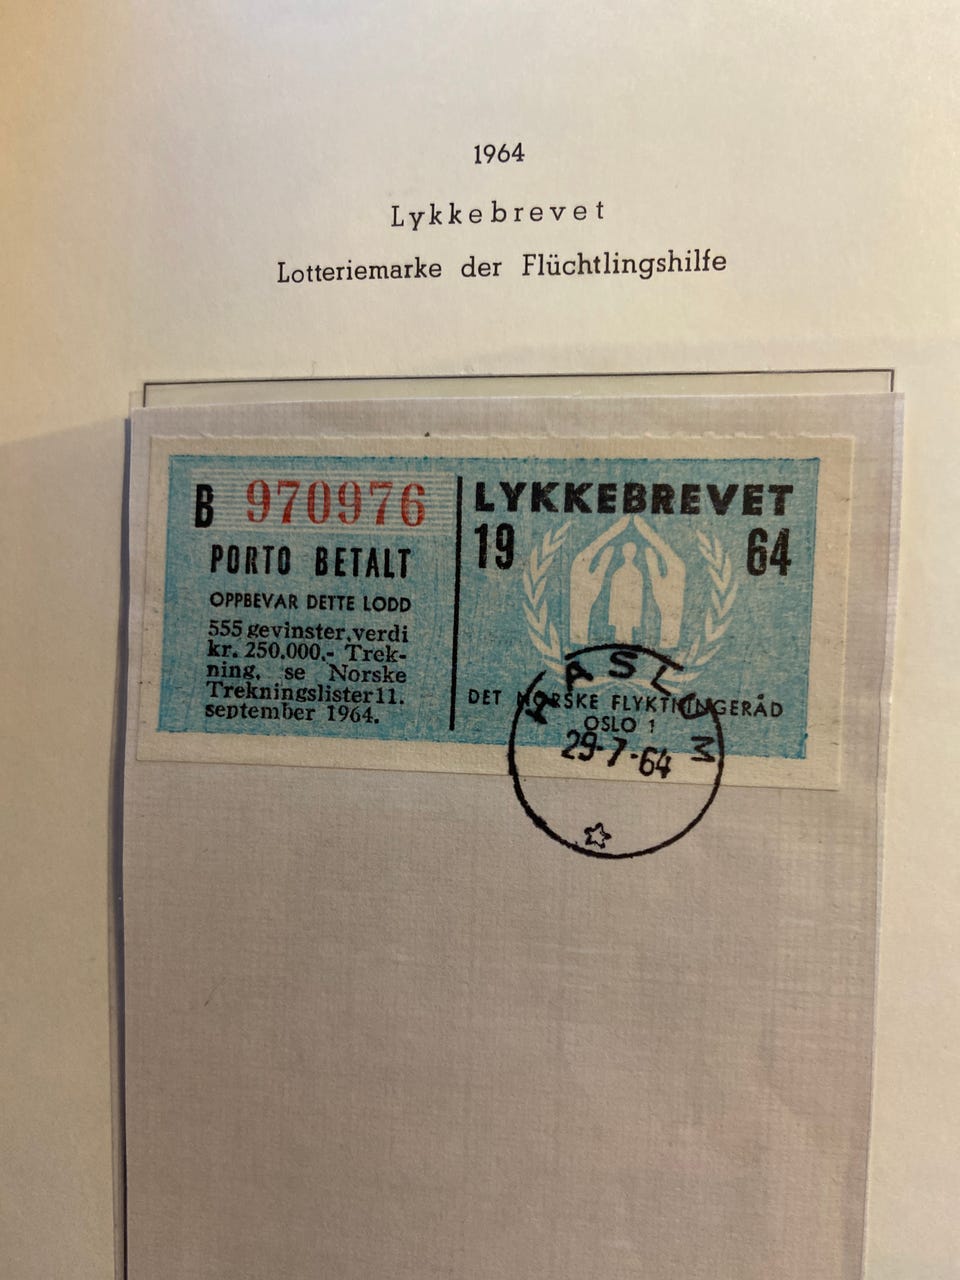 1964
Lykkebrevet
Lotteriemarke der Flüchtlingshilfe
B 970976
PORTO BETALT
OPPBEVAR DETTE LODD
555 gevinster, verdi
kr. 250.000,- Trek-
ning, se Norske
Trekningslister 11.
september 1964.
LYKKEBREVET
19 64
DET NORSKE FLYKTNINGERÅD
OSLO 1
HASLUM
29-7-64